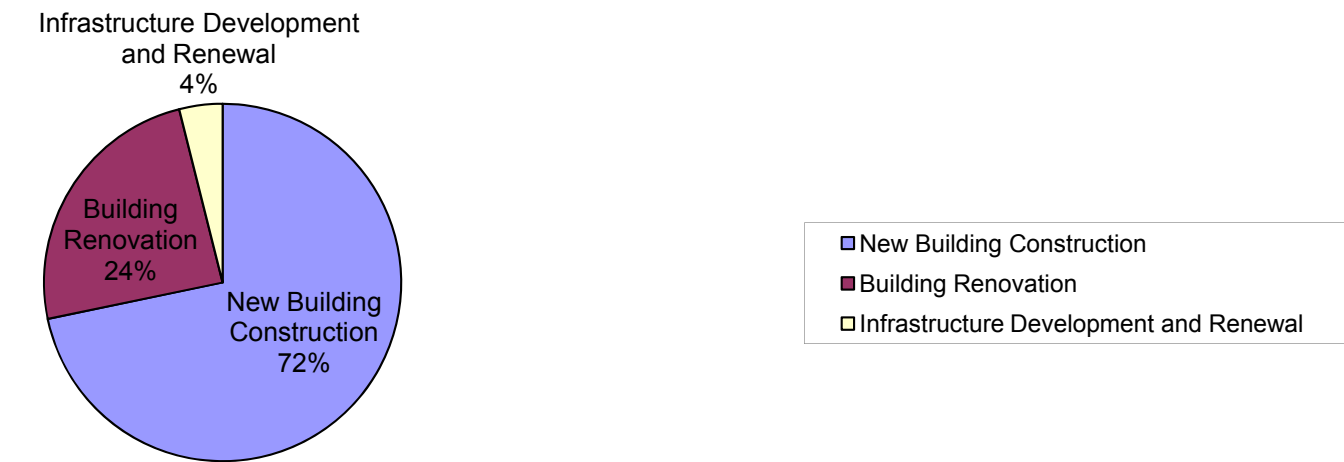 Infrastructure Development
and Renewal
4%
Building
Renovation
24%
New Building
Construction
72%
New Building Construction
Building Renovation
Infrastructure Development and Renewal